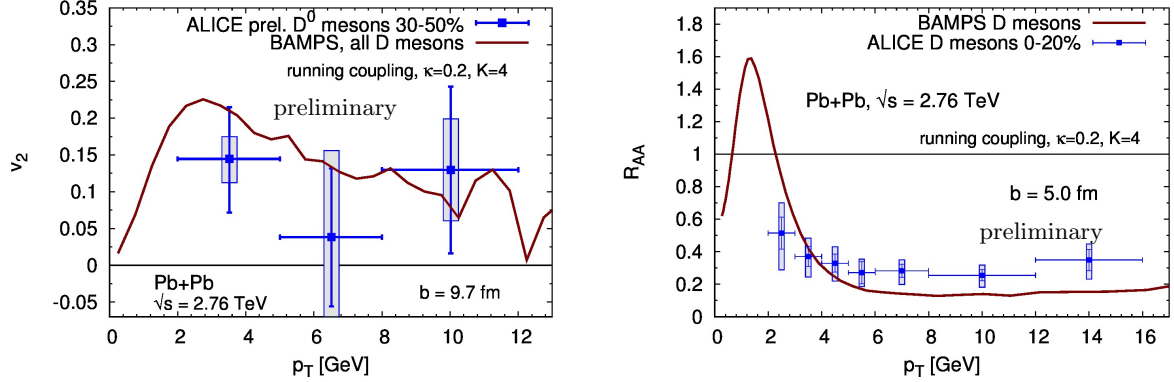 ALICE prel. D⁰ mesons 30-50%
BAMPS, all D mesons
running coupling, κ=0.2, K=4
preliminary
Pb+Pb
√s = 2.76 TeV
b = 9.7 fm
v₂
0.35
0.3
0.25
0.2
0.15
0.1
0.05
0
-0.05
0 2 4 6 8 10 12
p_T [GeV]
BAMPS D mesons
ALICE D mesons 0-20%
Pb+Pb, √s = 2.76 TeV
running coupling, κ=0.2, K=4
b = 5.0 fm
preliminary
R_AA
1.8
1.6
1.4
1.2
1
0.8
0.6
0.4
0.2
0
0 2 4 6 8 10 12 14 16
p_T [GeV]